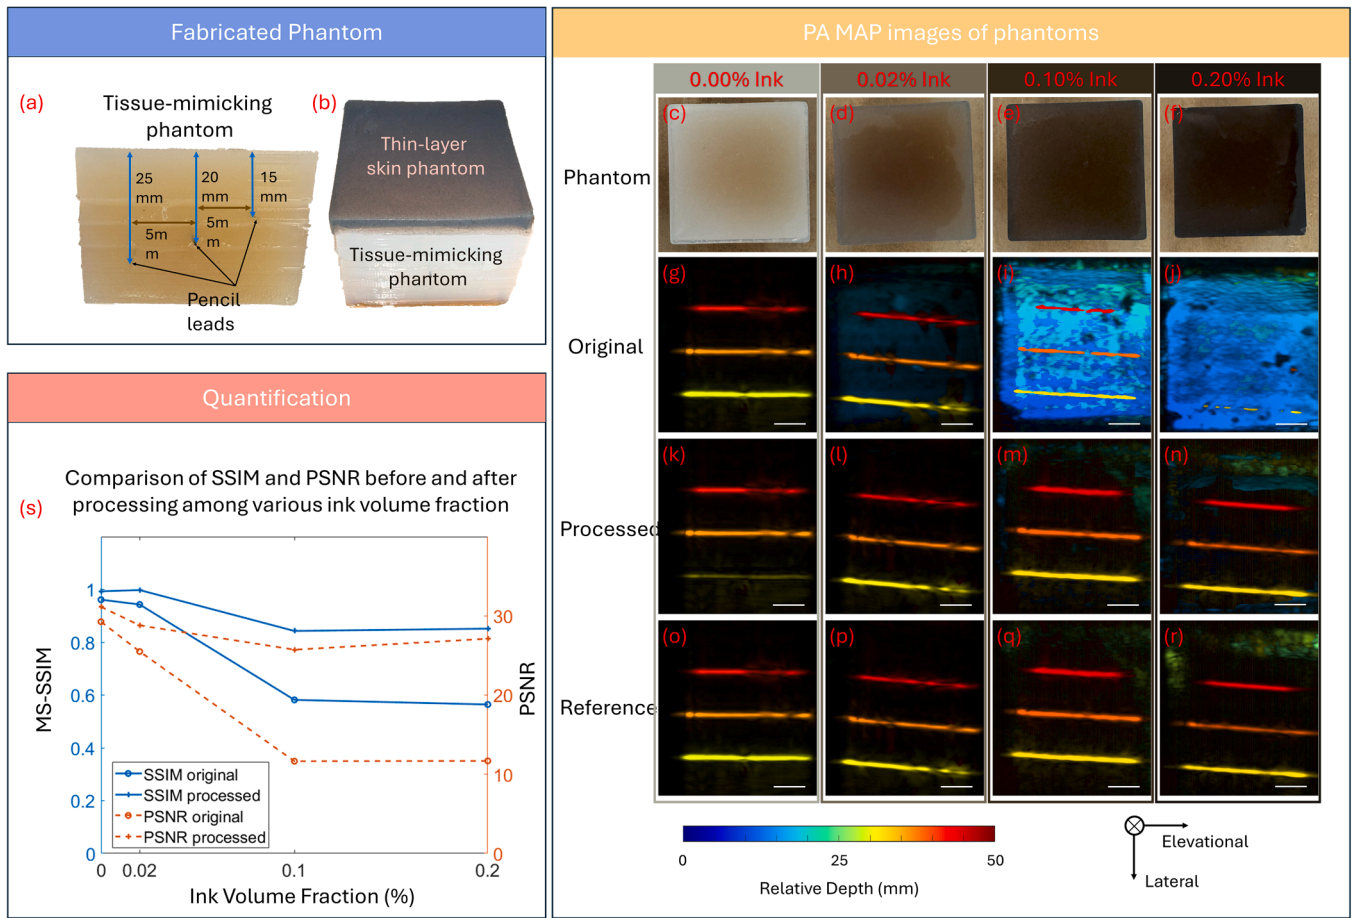 Fabricated Phantom
(a)
Tissue-mimicking
phantom
25
mm
20
mm
15
mm
5m
m
5m
m
Pencil
leads
(b)
Thin-layer
skin phantom
Tissue-mimicking
phantom
Quantification
(s)
Comparison of SSIM and PSNR before and after
processing among various ink volume fraction
MS-SSIM
1
0.8
0.6
0.4
0.2
0
PSNR
30
20
10
0
SSIM original
SSIM processed
PSNR original
PSNR processed
0
0.02
0.1
0.2
Ink Volume Fraction (%)
PA MAP images of phantoms
0.00% Ink
0.02% Ink
0.10% Ink
0.20% Ink
Phantom
(c)
(d)
(e)
(f)
Original
(g)
(h)
(i)
(j)
Processed
(k)
(l)
(m)
(n)
Reference
(o)
(p)
(q)
(r)
0
25
50
Relative Depth (mm)
Elevational
Lateral